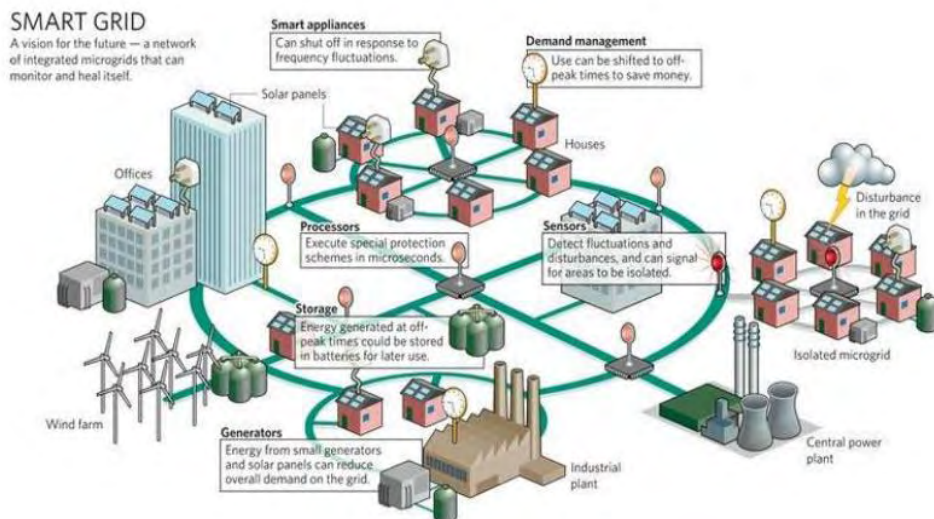 SMART GRID
A vision for the future — a network
of integrated microgrids that can
monitor and heal itself.
Smart appliances
Can shut off in response to
frequency fluctuations.
Demand management
Use can be shifted to off-
peak times to save money.
Solar panels
Houses
Offices
Disturbance
in the grid
Processors
Execute special protection
schemes in microseconds.
Sensors
Detect fluctuations and
disturbances, and can signal
for areas to be isolated.
Storage
Energy generated at off-
peak times could be stored
in batteries for later use.
Isolated microgrid
Wind farm
Generators
Energy from small generators
and solar panels can reduce
overall demand on the grid.
Industrial
plant
Central power
plant